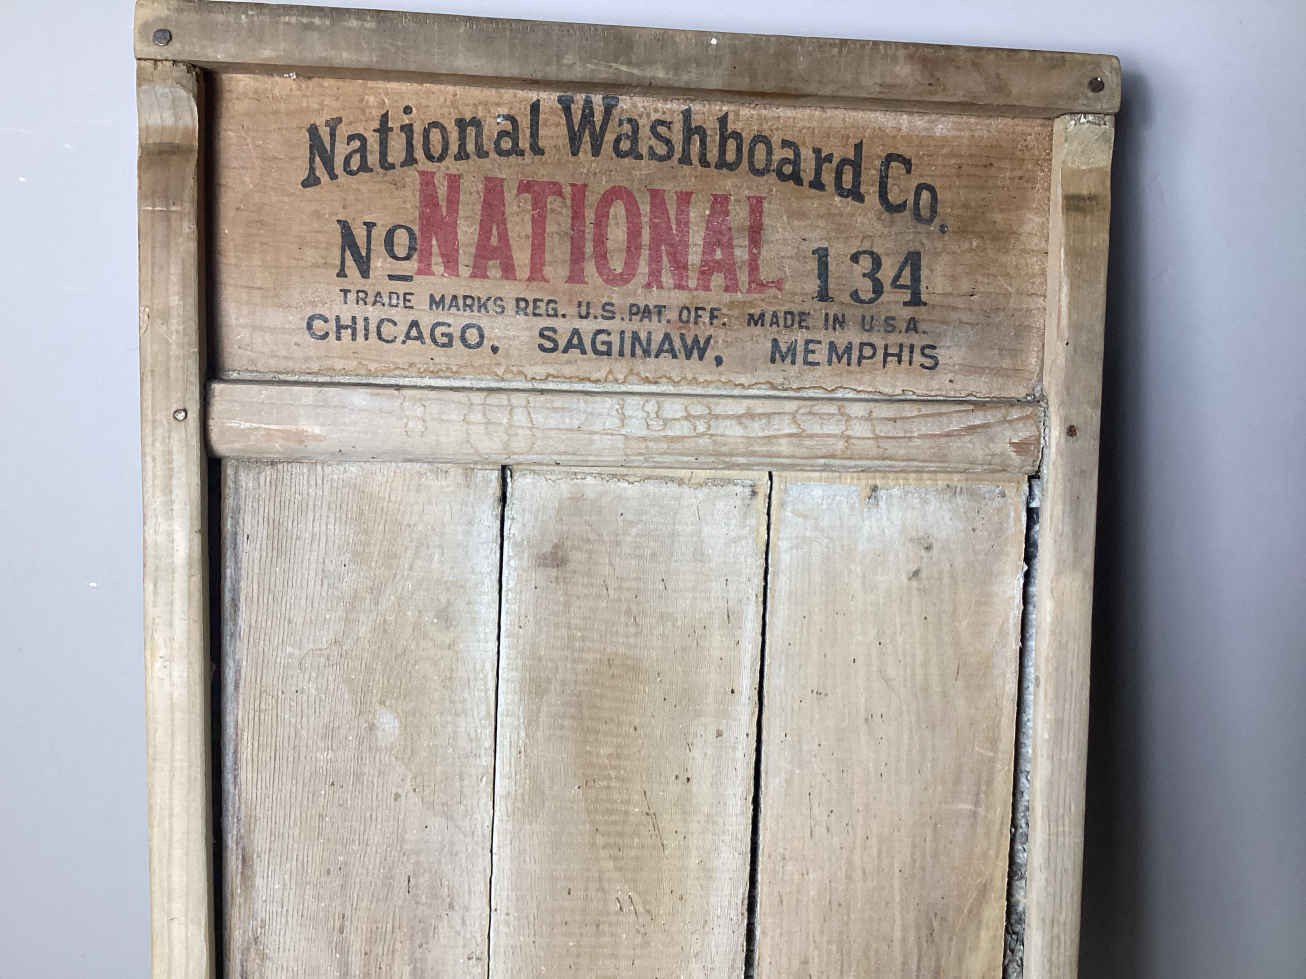 National Washboard Co.
No NATIONAL 134
TRADE MARKS REG. U.S. PAT. OFF. MADE IN U.S.A.
CHICAGO, SAGINAW, MEMPHIS